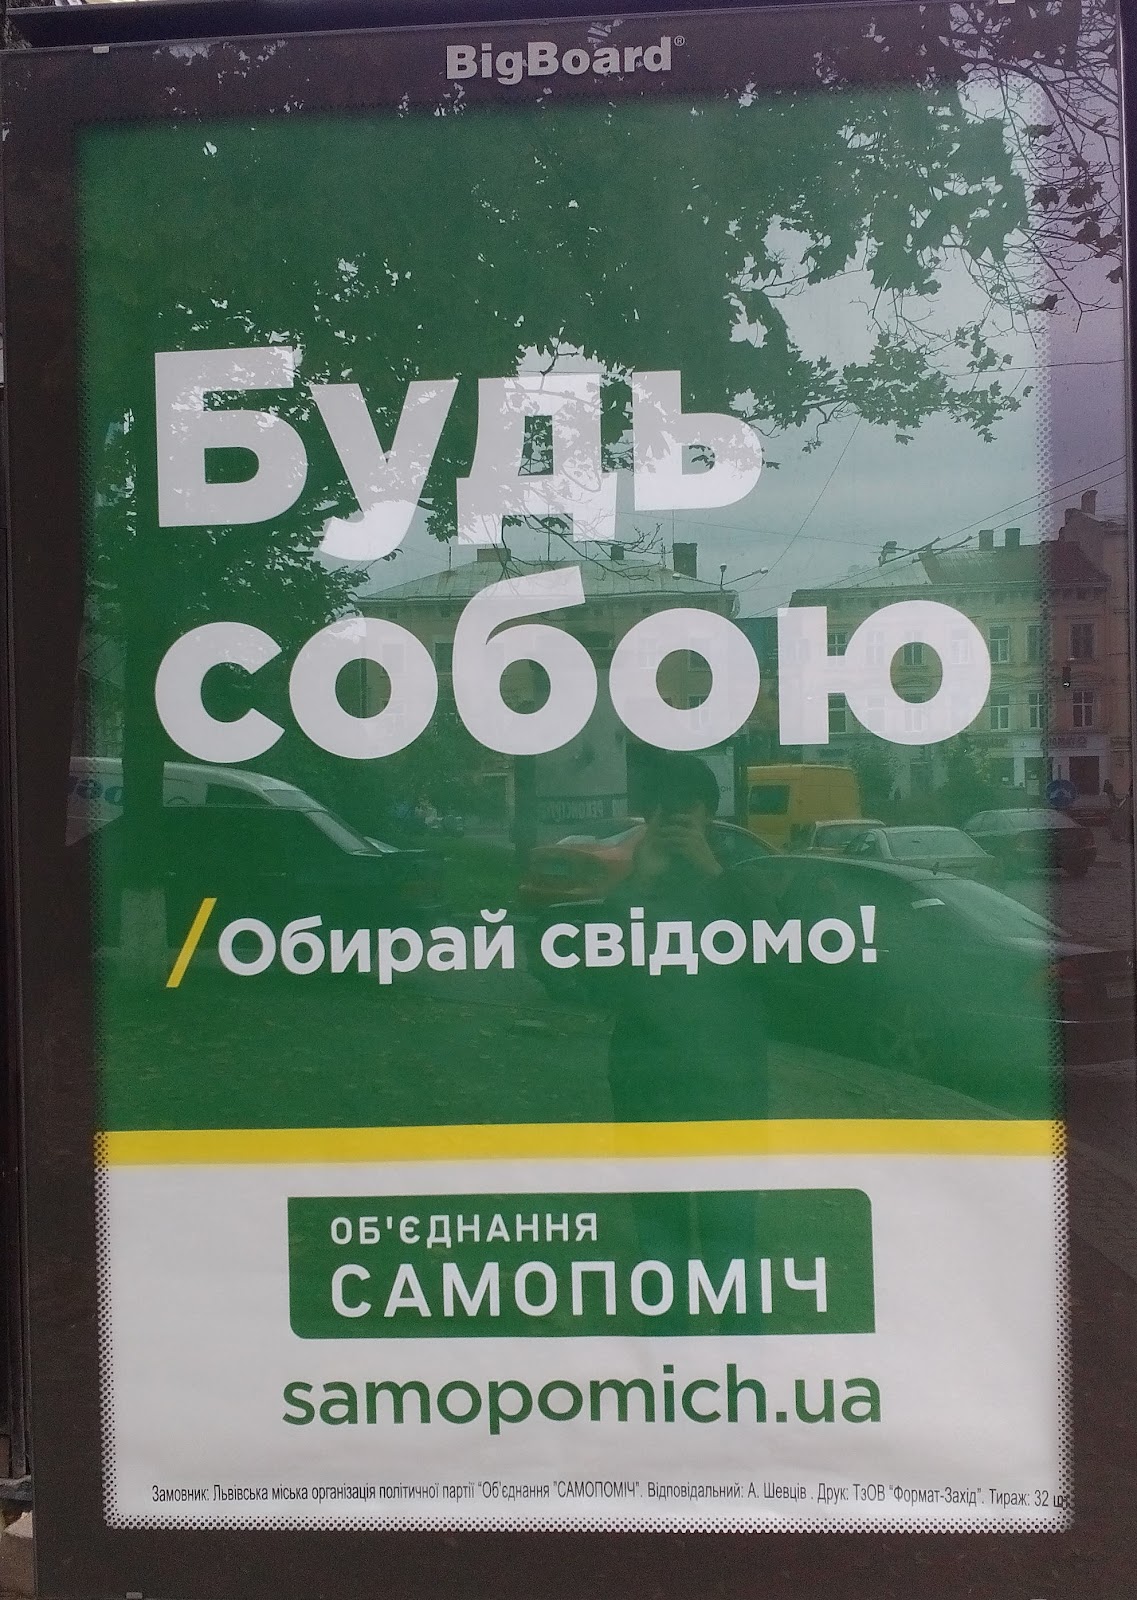 BigBoard®
Будь
собою
/Обирай свідомо!
ОБ'ЄДНАННЯ
САМОПОМІЧ
samopomich.ua
Замовник: Львівська міська організація політичної партії "Об'єднання "САМОПОМІЧ". Відповідальний: А. Шевців . Друк: ТзОВ "Формат-Захід". Тираж: 32 ш